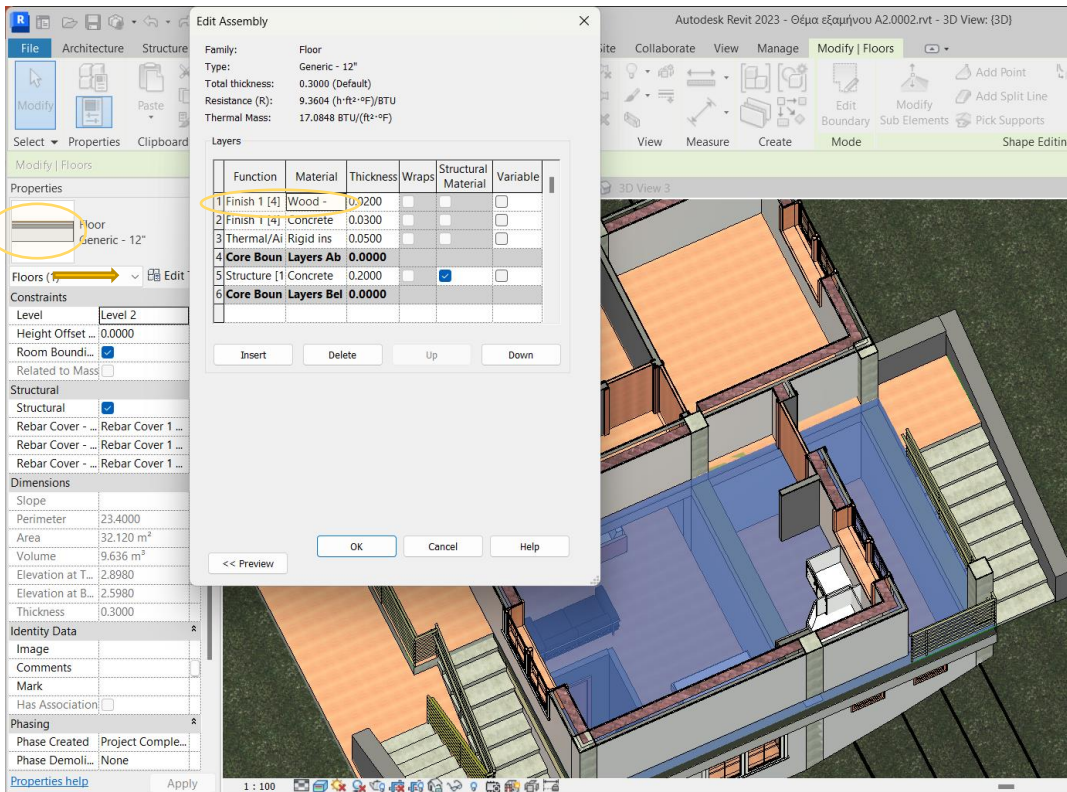 R
Edit Assembly
Autodesk Revit 2023 - Θέμα εξαμήνου A2.0002.rvt - 3D View: {3D}
File Architecture Structure
Site Collaborate View Manage Modify | Floors
Family: Floor
Type: Generic - 12"
Total thickness: 0.3000 (Default)
Resistance (R): 9.3604 (h·ft²·ºF)/BTU
Thermal Mass: 17.0848 BTU/(ft²·ºF)
Modify
Paste
Edit Boundary
Modify Sub Elements
Add Point
Add Split Line
Pick Supports
Select Properties Clipboard
View Measure Create Mode Shape Editin
Modify | Floors
Layers
Function Material Thickness Wraps Structural Material Variable
1 Finish 1 [4] Wood - 0.0200
2 Finish 1 [4] Concrete 0.0300
3 Thermal/Ai Rigid ins 0.0500
4 Core Boun Layers Ab 0.0000
5 Structure [1 Concrete 0.2000
6 Core Boun Layers Bel 0.0000
Insert Delete Up Down
OK Cancel Help
<< Preview
3D View 3
Properties
Floor
Generic - 12"
Floors (1) Edit
Constraints
Level Level 2
Height Offset ... 0.0000
Room Boundi...
Related to Mass
Structural
Structural
Rebar Cover - ... Rebar Cover 1 ...
Rebar Cover - ... Rebar Cover 1 ...
Rebar Cover - ... Rebar Cover 1 ...
Dimensions
Slope
Perimeter 23.4000
Area 32.120 m²
Volume 9.636 m³
Elevation at T... 2.8980
Elevation at B... 2.5980
Thickness 0.3000
Identity Data
Image
Comments
Mark
Has Association
Phasing
Phase Created Project Comple...
Phase Demoli... None
Properties help Apply
1 : 100